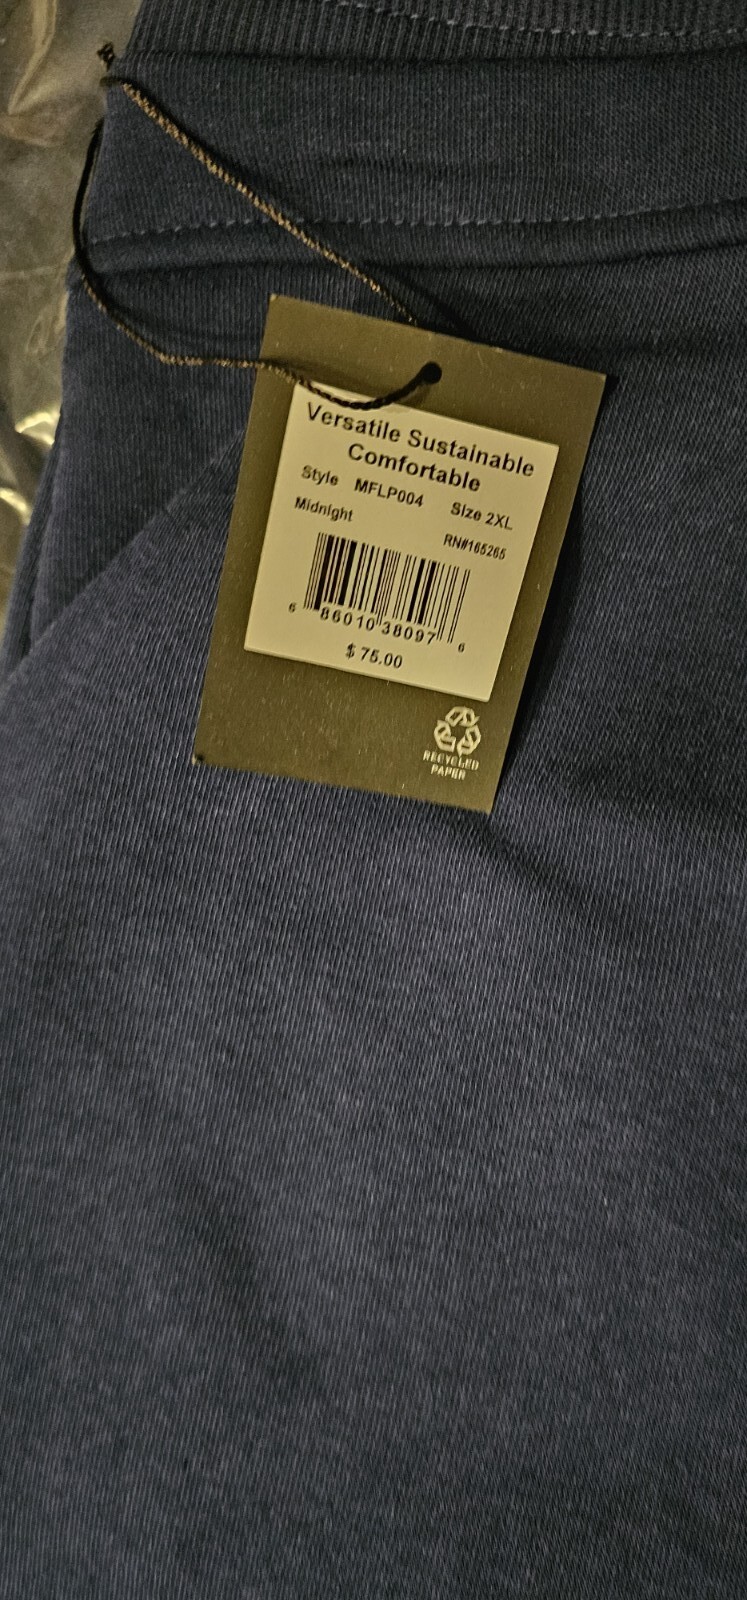 Versatile Sustainable
Comfortable
Style MFLP004 Size 2XL
Midnight RN#165265
6 86010 38097 6
$ 75.00
RECYCLED
PAPER